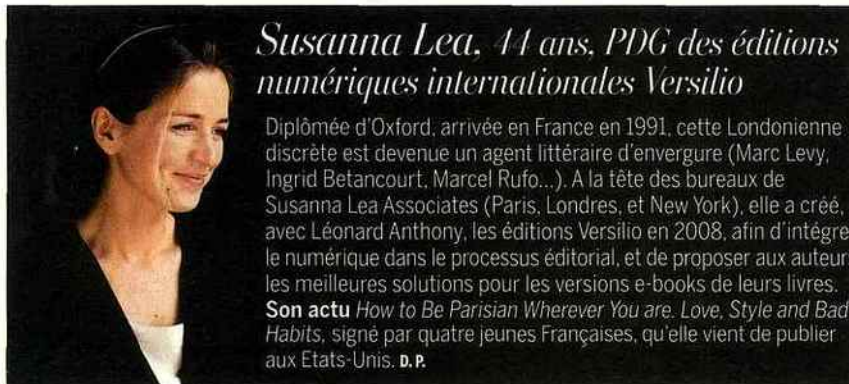 Susanna Lea, 44 ans, PDG des éditions
numériques internationales Versilio
Diplômée d'Oxford, arrivée en France en 1991, cette Londonienne
discrète est devenue un agent littéraire d'envergure (Marc Levy,
Ingrid Betancourt, Marcel Rufo...). A la tête des bureaux de
Susanna Lea Associates (Paris, Londres, et New York), elle a créé,
avec Léonard Anthony, les éditions Versilio en 2008, afin d'intégre
le numérique dans le processus éditorial, et de proposer aux auteur
les meilleures solutions pour les versions e-books de leurs livres.
Son actu How to Be Parisian Wherever You are. Love, Style and Bad
Habits, signé par quatre jeunes Françaises, qu'elle vient de publier
aux Etats-Unis. D. P.